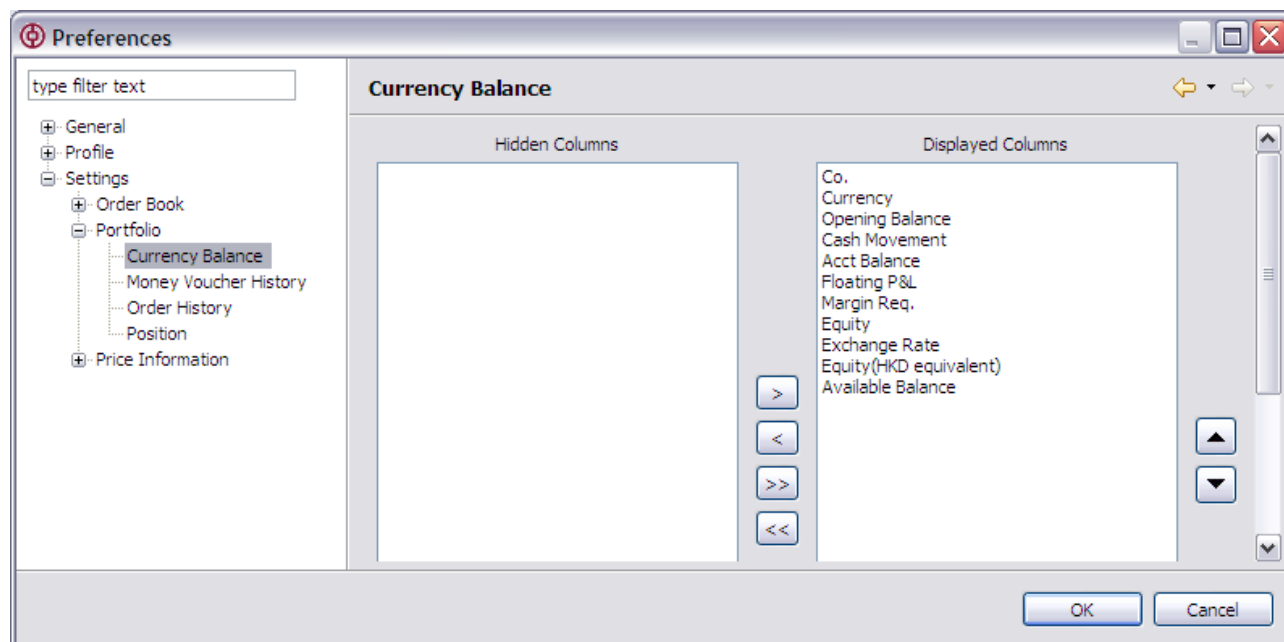 Preferences
type filter text
General
Profile
Settings
Order Book
Portfolio
Currency Balance
Money Voucher History
Order History
Position
Price Information
Currency Balance
Hidden Columns
Displayed Columns
Co.
Currency
Opening Balance
Cash Movement
Acct Balance
Floating P&L
Margin Req.
Equity
Exchange Rate
Equity(HKD equivalent)
Available Balance
>
<
>>
<<
OK
Cancel